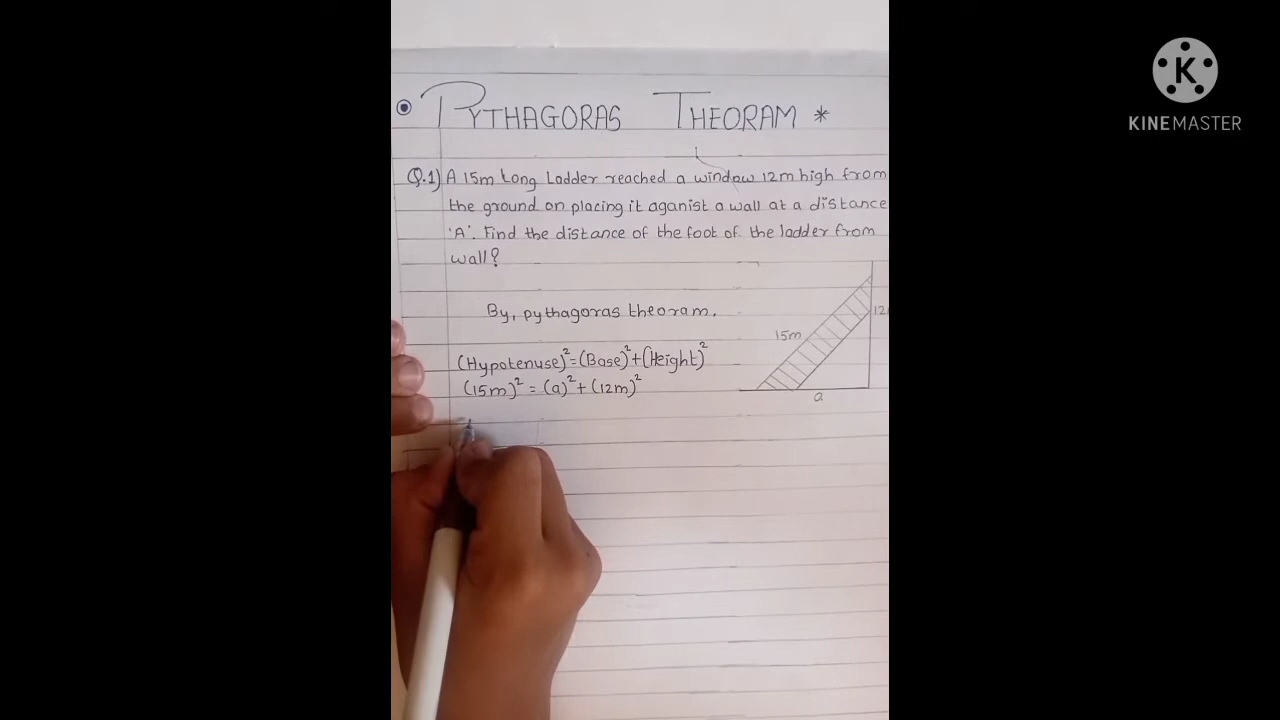 KINEMASTER
PYTHAGORAS THEORAM *
Q.1) A 15m Long Ladder reached a window 12m high from
the ground on placing it aganist a wall at a distance
'A'. Find the distance of the foot of the ladder from
wall?
By, pythagoras theoram.
15m
(Hypotenuse)² = (Base)² + (Height)²
(15m)² = (a)² + (12m)²
a